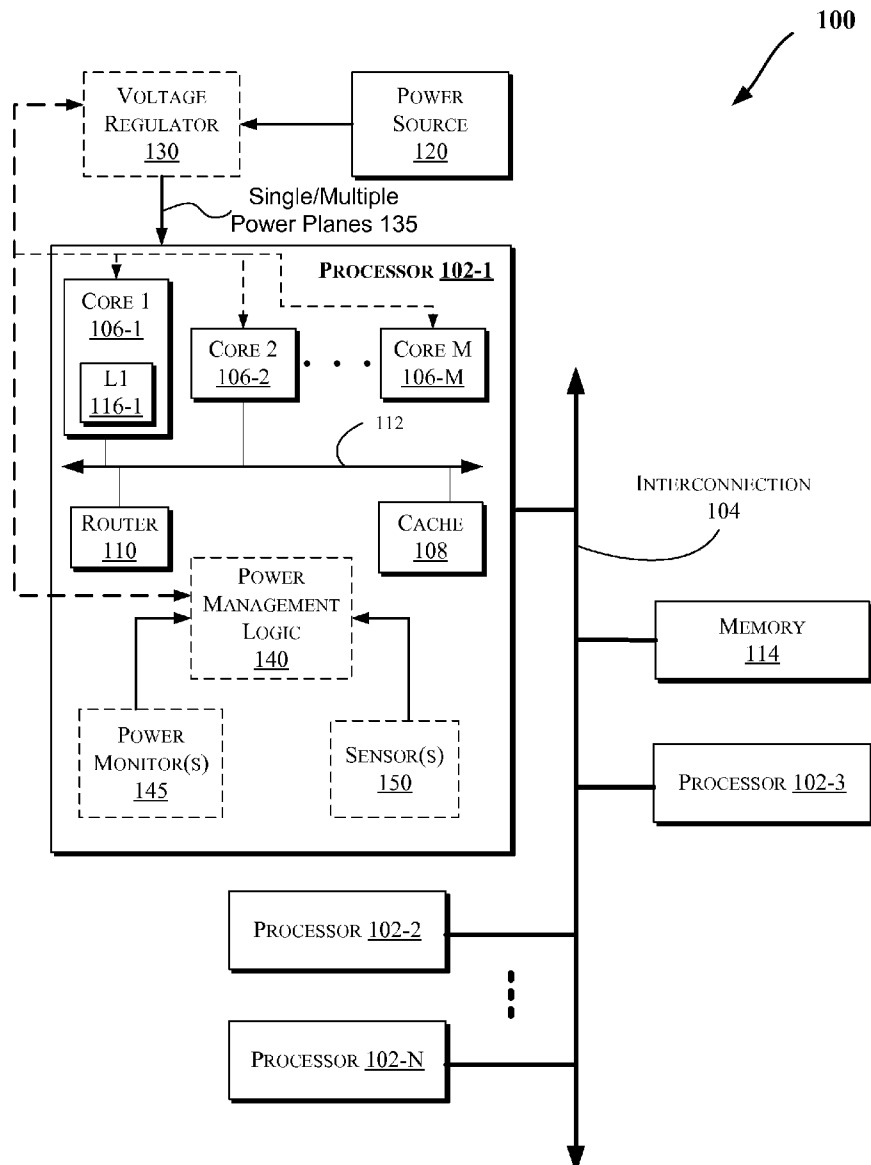 100
VOLTAGE
REGULATOR
130
POWER
SOURCE
120
Single/Multiple
Power Planes 135
PROCESSOR 102-1
CORE 1
106-1
L1
116-1
CORE 2
106-2
CORE M
106-M
112
ROUTER
110
CACHE
108
POWER
MANAGEMENT
LOGIC
140
POWER
MONITOR(S)
145
SENSOR(S)
150
INTERCONNECTION
104
MEMORY
114
PROCESSOR 102-3
PROCESSOR 102-2
PROCESSOR 102-N